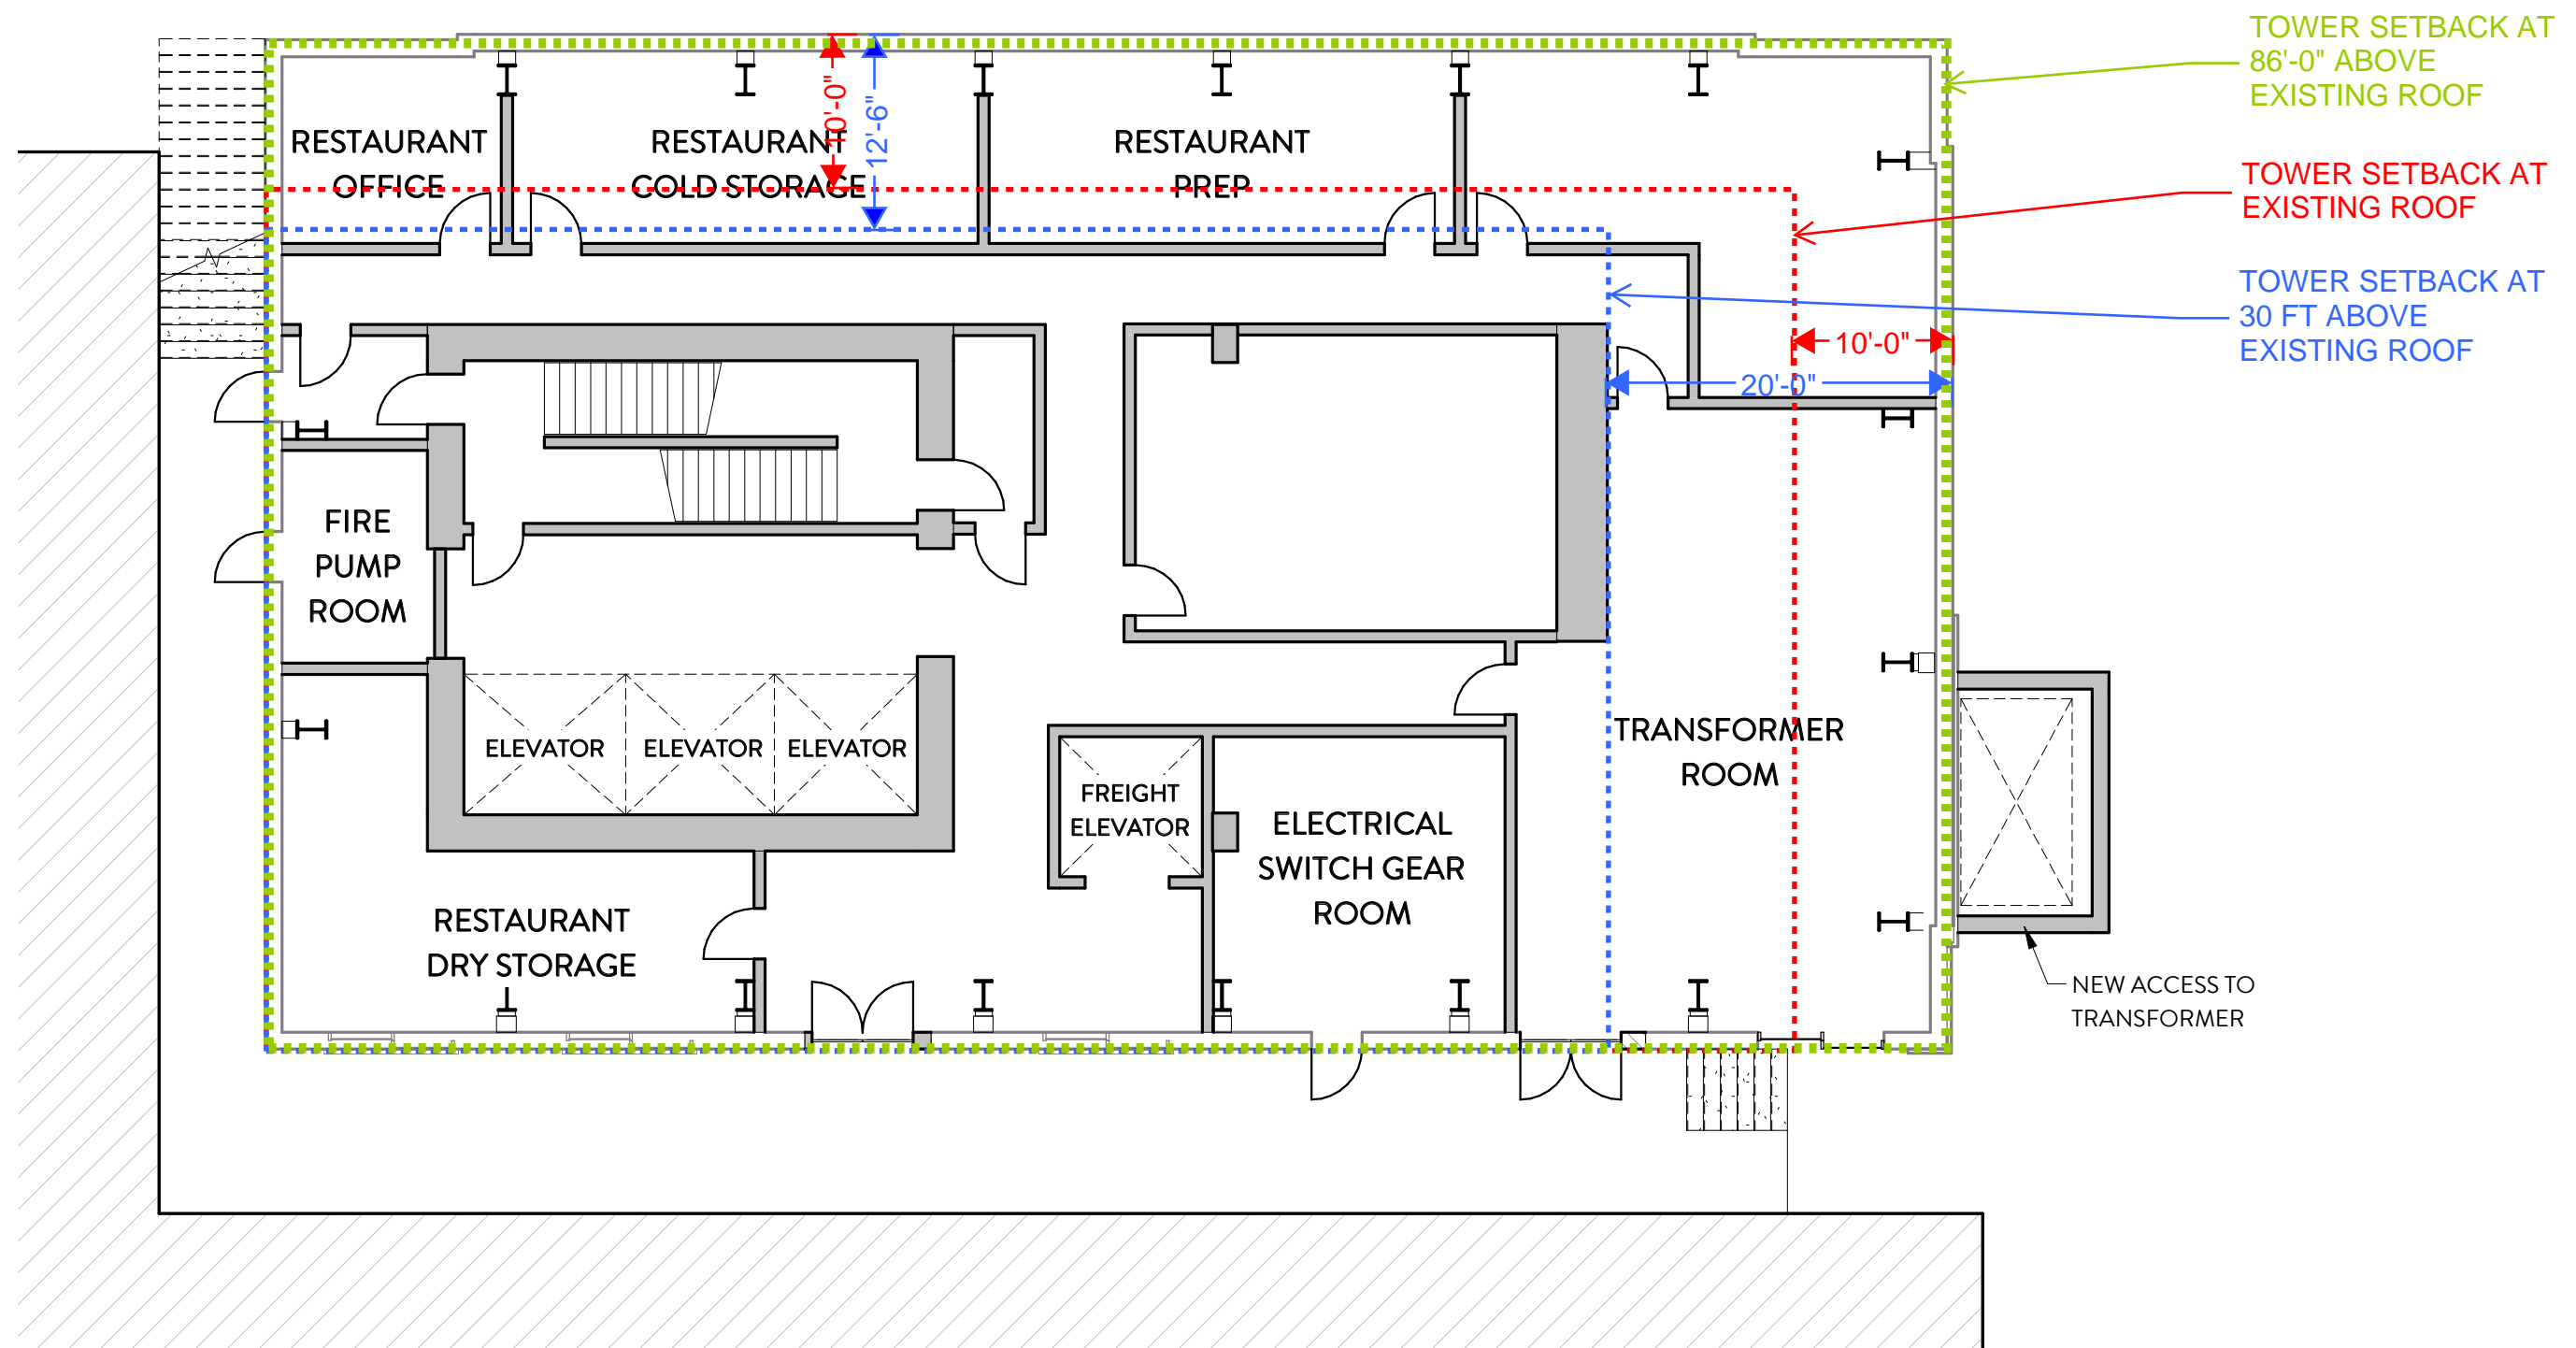 TOWER SETBACK AT
86'-0" ABOVE
EXISTING ROOF
10'-0"
12'-6"
RESTAURANT
OFFICE
RESTAURANT
COLD STORAGE
RESTAURANT
PREP
TOWER SETBACK AT
EXISTING ROOF
TOWER SETBACK AT
30 FT ABOVE
EXISTING ROOF
10'-0"
20'-0"
FIRE
PUMP
ROOM
ELEVATOR
ELEVATOR
ELEVATOR
FREIGHT
ELEVATOR
ELECTRICAL
SWITCH GEAR
ROOM
TRANSFORMER
ROOM
RESTAURANT
DRY STORAGE
NEW ACCESS TO
TRANSFORMER